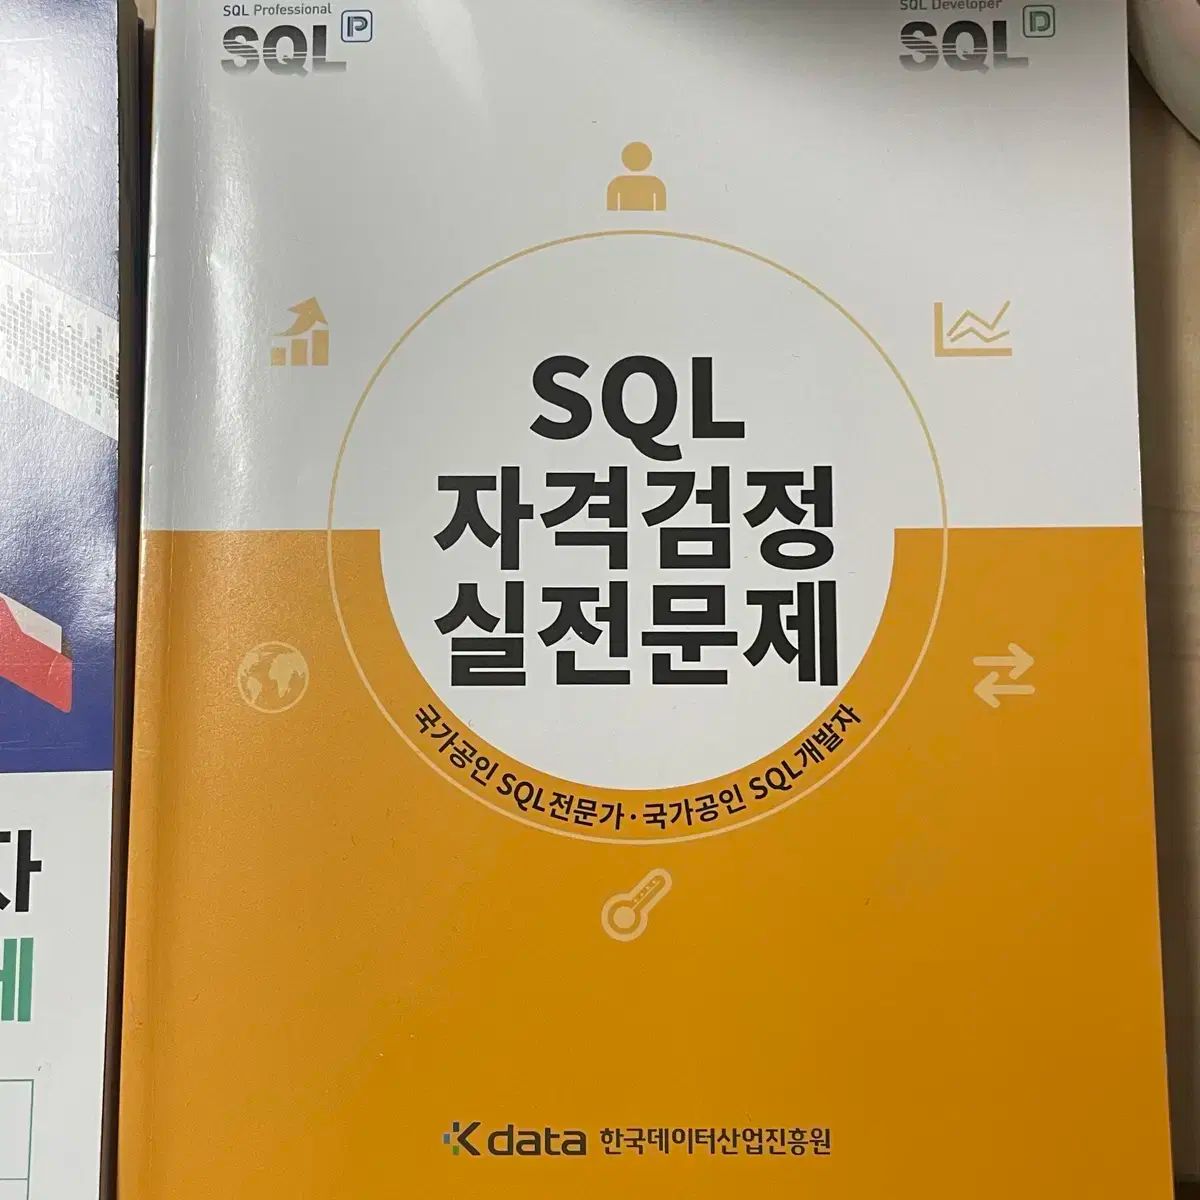 SQL Professional
SQL P
SQL Developer
SQL D
SQL
자격검정
실전문제
국가공인 SQL전문가 · 국가공인 SQL개발자
자
제
K data 한국데이터산업진흥원